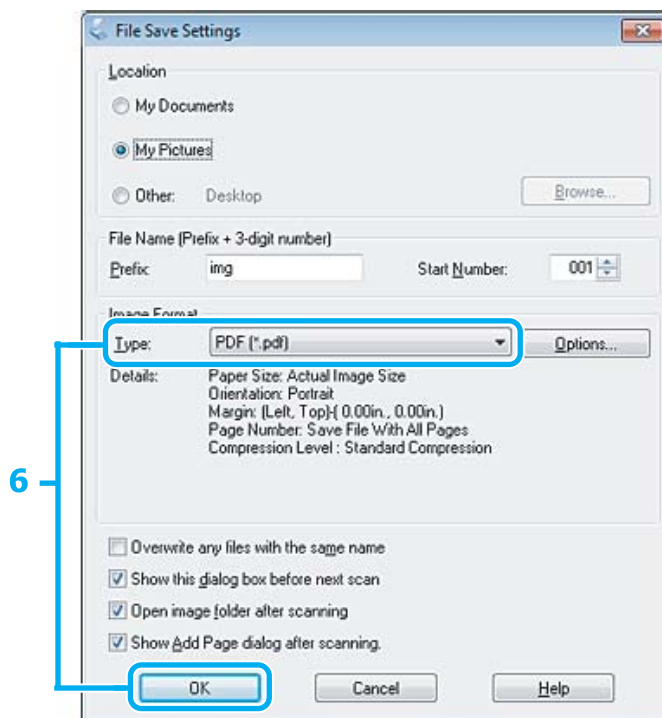 File Save Settings
Location
My Documents
My Pictures
Other: Desktop Browse...
File Name (Prefix + 3-digit number)
Prefix: img Start Number: 001
Image Format
Type: PDF (*.pdf) Options...
Details: Paper Size: Actual Image Size
Orientation: Portrait
Margin: (Left, Top)-( 0.00in., 0.00in.)
Page Number: Save File With All Pages
Compression Level : Standard Compression
6
Overwrite any files with the same name
Show this dialog box before next scan
Open image folder after scanning
Show Add Page dialog after scanning.
OK Cancel Help